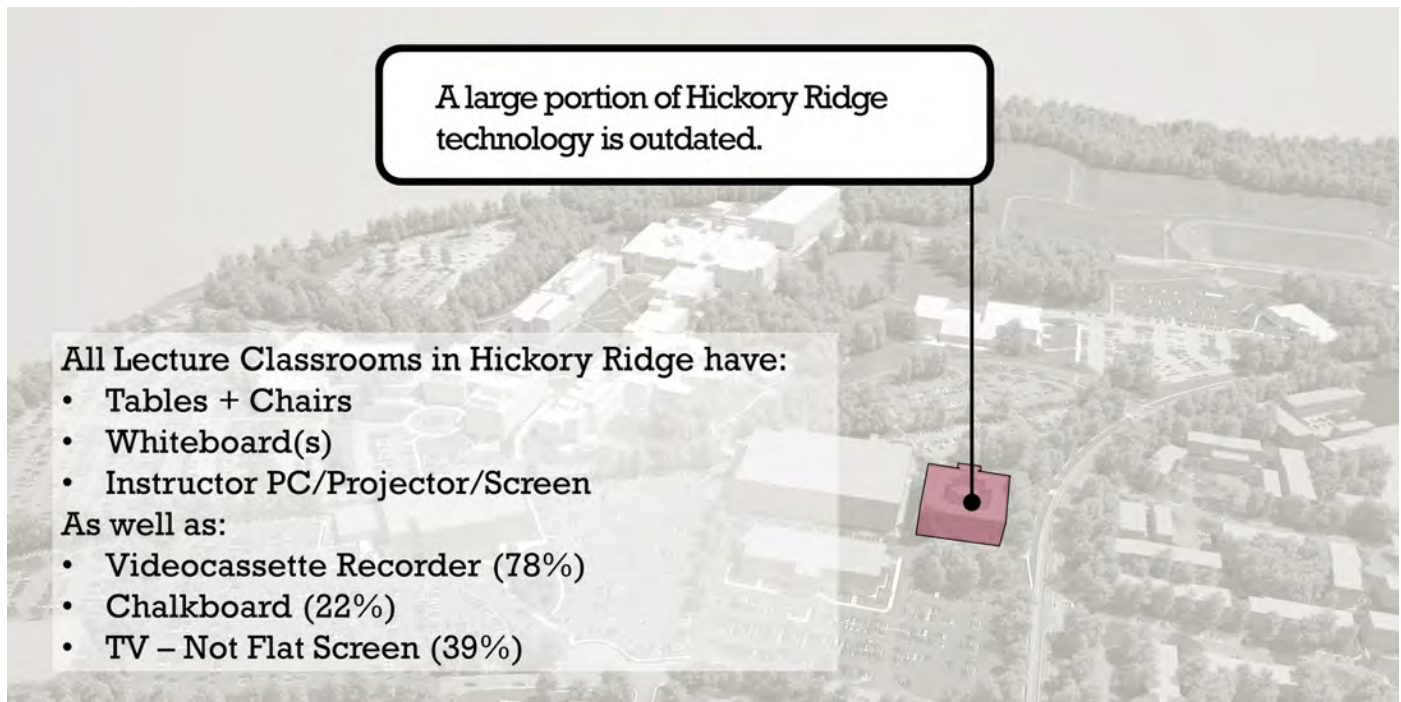 A large portion of Hickory Ridge
technology is outdated.
All Lecture Classrooms in Hickory Ridge have:
• Tables + Chairs
• Whiteboard(s)
• Instructor PC/Projector/Screen
As well as:
• Videocassette Recorder (78%)
• Chalkboard (22%)
• TV – Not Flat Screen (39%)